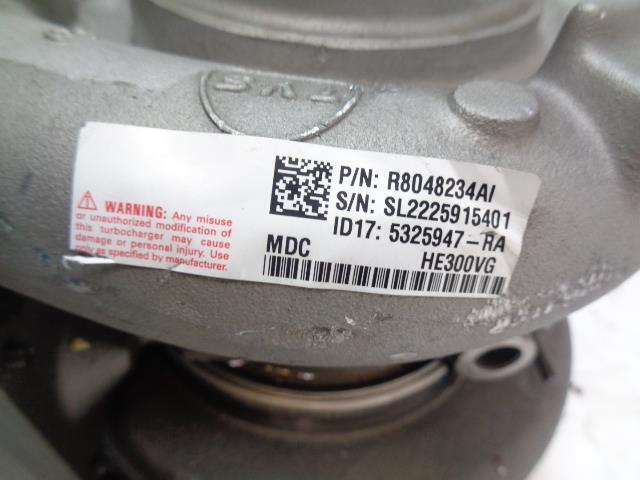 TVS
WARNING: Any misuse
or unauthorized modification of
this turbocharger may cause
damage or personal injury. Use
only as specified by manufacturer.
P/N: R8048234AI
S/N: SL2225915401
ID17: 5325947-RA
MDC HE300VG